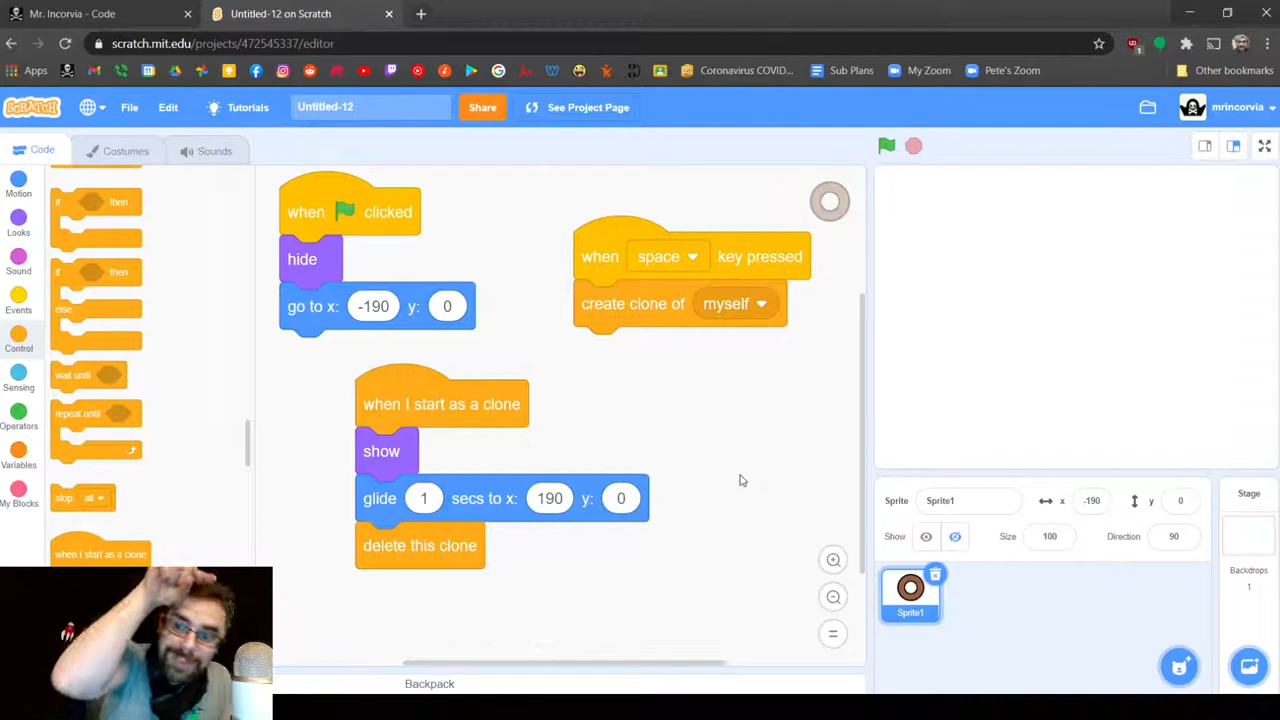 Mr. Incorvia - Code
Untitled-12 on Scratch
scratch.mit.edu/projects/472545337/editor
Apps
Coronavirus COVID...
Sub Plans
My Zoom
Pete's Zoom
Other bookmarks
SCRATCH
File
Edit
Tutorials
Untitled-12
Share
See Project Page
mrincorvia
Code
Costumes
Sounds
Motion
Looks
Sound
Events
Control
Sensing
Operators
Variables
My Blocks
if then
if then
else
wait until
repeat until
stop all
when I start as a clone
when clicked
hide
go to x: -190 y: 0
when space key pressed
create clone of myself
when I start as a clone
show
glide 1 secs to x: 190 y: 0
delete this clone
Sprite Sprite1 x -190 y 0
Show Size 100 Direction 90
Sprite1
Stage
Backdrops
1
Backpack